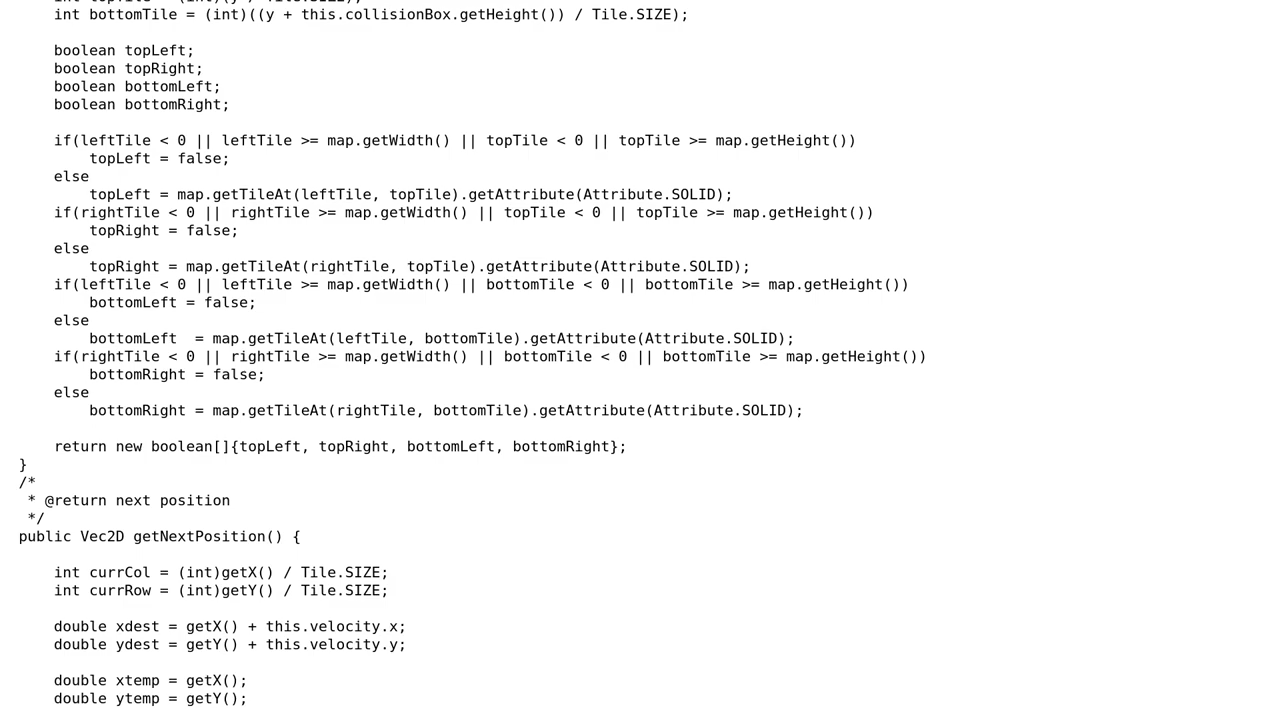 int bottomTile = (int)((y + this.collisionBox.getHeight()) / Tile.SIZE);
boolean topLeft;
boolean topRight;
boolean bottomLeft;
boolean bottomRight;
if(leftTile < 0 || leftTile >= map.getWidth() || topTile < 0 || topTile >= map.getHeight())
topLeft = false;
else
topLeft = map.getTileAt(leftTile, topTile).getAttribute(Attribute.SOLID);
if(rightTile < 0 || rightTile >= map.getWidth() || topTile < 0 || topTile >= map.getHeight())
topRight = false;
else
topRight = map.getTileAt(rightTile, topTile).getAttribute(Attribute.SOLID);
if(leftTile < 0 || leftTile >= map.getWidth() || bottomTile < 0 || bottomTile >= map.getHeight())
bottomLeft = false;
else
bottomLeft  = map.getTileAt(leftTile, bottomTile).getAttribute(Attribute.SOLID);
if(rightTile < 0 || rightTile >= map.getWidth() || bottomTile < 0 || bottomTile >= map.getHeight())
bottomRight = false;
else
bottomRight = map.getTileAt(rightTile, bottomTile).getAttribute(Attribute.SOLID);
return new boolean[]{topLeft, topRight, bottomLeft, bottomRight};
}
/*
* @return next position
*/
public Vec2D getNextPosition() {
int currCol = (int)getX() / Tile.SIZE;
int currRow = (int)getY() / Tile.SIZE;
double xdest = getX() + this.velocity.x;
double ydest = getY() + this.velocity.y;
double xtemp = getX();
double ytemp = getY();